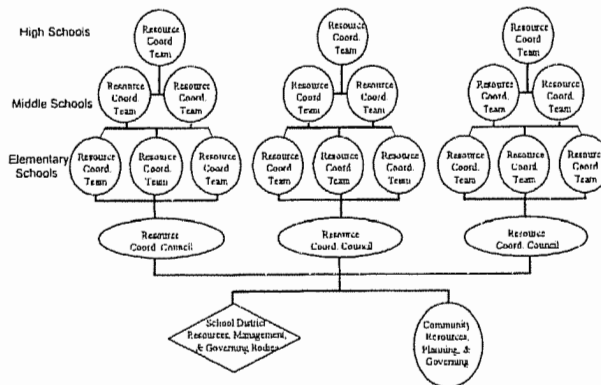 High Schools
Resource
Coord
Team
Resource
Coord.
Team
Resource
Coord
Team
Middle Schools
Resource
Coord.
Team
Resource
Coord.
Team
Resource
Coord.
Team
Resource
Coord.
Team
Resource
Coord.
Team
Resource
Coord.
Team
Elementary
Schools
Resource
Coord.
Team
Resource
Coord.
Team
Resource
Coord.
Team
Resource
Coord.
Team
Resource
Coord.
Team
Resource
Coord.
Team
Resource
Coord.
Team
Resource
Coord.
Team
Resource
Coord.
Team
Resource
Coord. Council
Resource
Coord. Council
Resource
Coord. Council
School District
Resources, Management,
& Governing Bodies
Community
Resources,
Planning, &
Governing